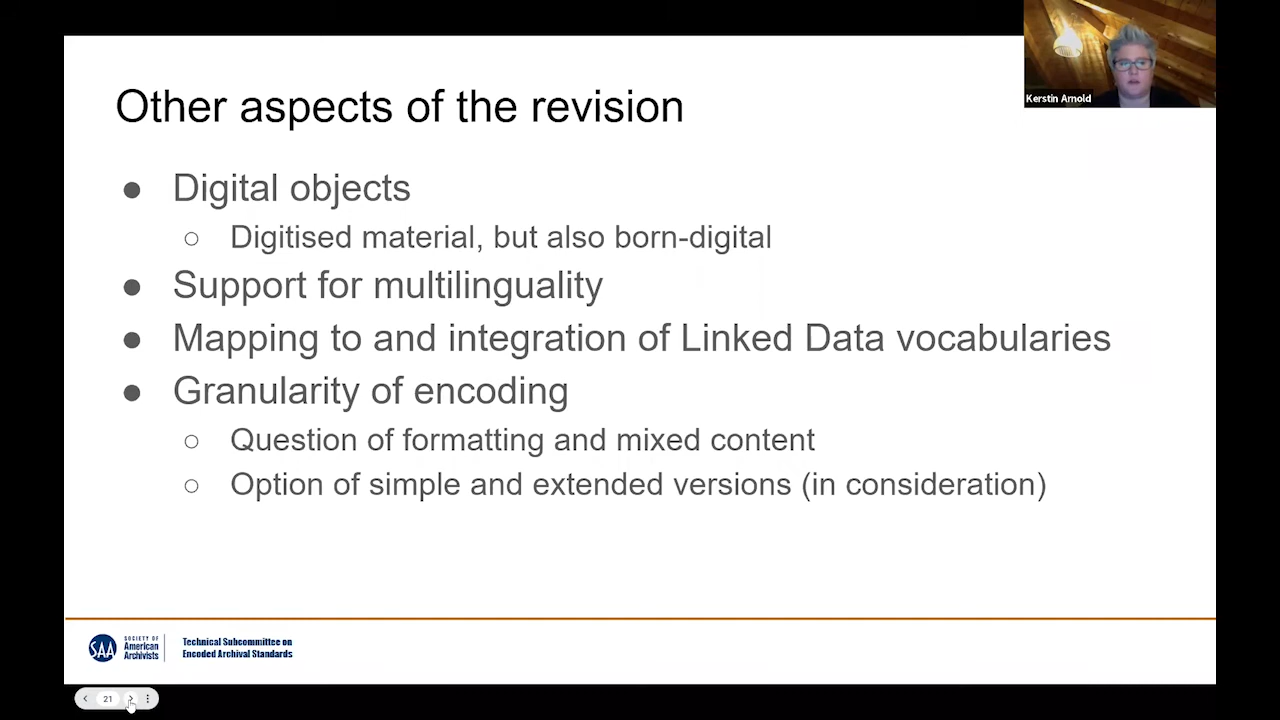 Kerstin Arnold
Other aspects of the revision
● Digital objects
○ Digitised material, but also born-digital
● Support for multilinguality
● Mapping to and integration of Linked Data vocabularies
● Granularity of encoding
○ Question of formatting and mixed content
○ Option of simple and extended versions (in consideration)
SAA
SOCIETY OF
American
Archivists
Technical Subcommittee on
Encoded Archival Standards
21